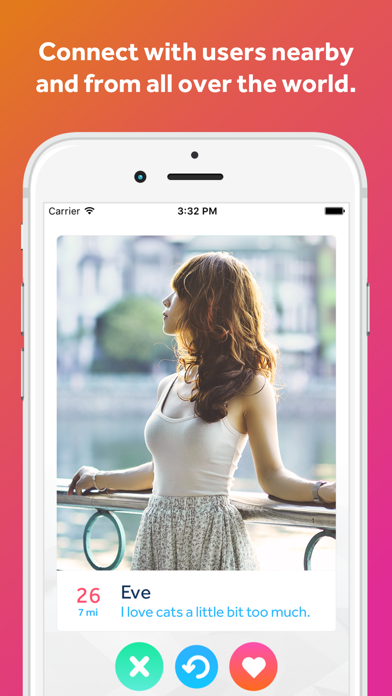 Connect with users nearby
and from all over the world.
Carrier 3:32 PM
26 Eve
7 mi I love cats a little bit too much.